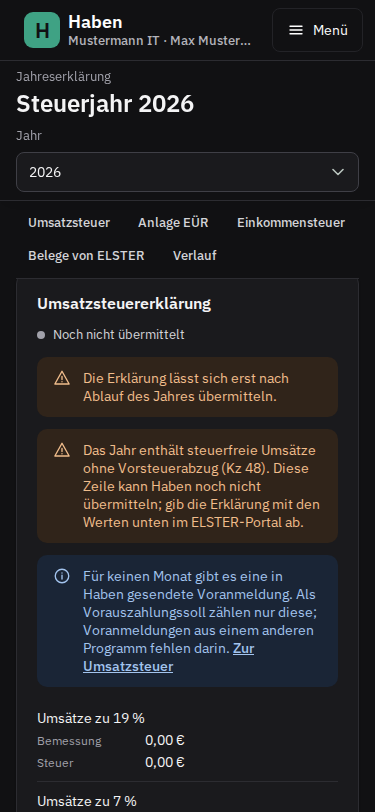 H Haben
Mustermann IT · Max Muster...
Menü
Jahreserklärung
Steuerjahr 2026
Jahr
2026
Umsatzsteuer Anlage EÜR Einkommensteuer
Belege von ELSTER Verlauf
Umsatzsteuererklärung
Noch nicht übermittelt
Die Erklärung lässt sich erst nach
Ablauf des Jahres übermitteln.
Das Jahr enthält steuerfreie Umsätze
ohne Vorsteuerabzug (Kz 48). Diese
Zeile kann Haben noch nicht
übermitteln; gib die Erklärung mit den
Werten unten im ELSTER-Portal ab.
Für keinen Monat gibt es eine in
Haben gesendete Voranmeldung. Als
Vorauszahlungssoll zählen nur diese;
Voranmeldungen aus einem anderen
Programm fehlen darin. Zur
Umsatzsteuer
Umsätze zu 19 %
Bemessung 0,00 €
Steuer 0,00 €
Umsätze zu 7 %